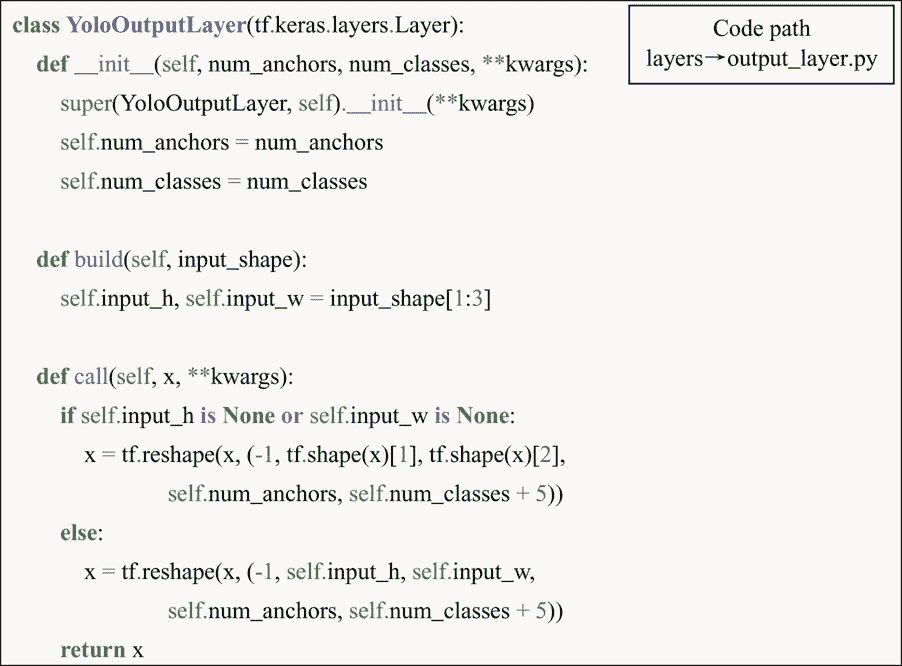 class YoloOutputLayer(tf.keras.layers.Layer):
Code path
layers→output_layer.py
def __init__(self, num_anchors, num_classes, **kwargs):
super(YoloOutputLayer, self).__init__(**kwargs)
self.num_anchors = num_anchors
self.num_classes = num_classes
def build(self, input_shape):
self.input_h, self.input_w = input_shape[1:3]
def call(self, x, **kwargs):
if self.input_h is None or self.input_w is None:
x = tf.reshape(x, (-1, tf.shape(x)[1], tf.shape(x)[2],
self.num_anchors, self.num_classes + 5))
else:
x = tf.reshape(x, (-1, self.input_h, self.input_w,
self.num_anchors, self.num_classes + 5))
return x